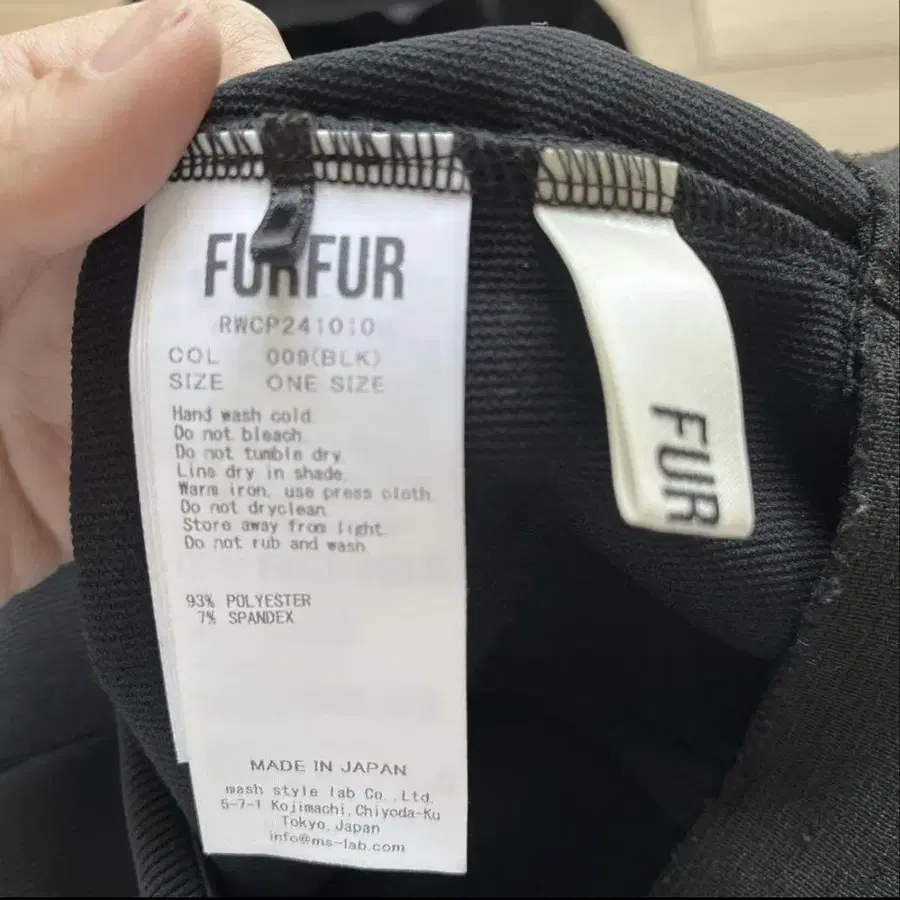 FURFUR
RWCP241010
COL 009(BLK)
SIZE ONE SIZE
Hand wash cold.
Do not bleach.
Do not tumble dry.
Line dry in shade.
Warm iron, use press cloth.
Do not dryclean.
Store away from light.
Do not rub and wash
93% POLYESTER
7% SPANDEX
MADE IN JAPAN
mash style lab Co.,Ltd.
5-7-1 Kojimachi,Chiyoda-Ku
Tokyo,Japan
info@ms-lab.com
FUR